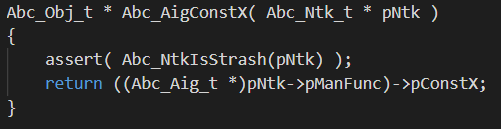 Abc_Obj_t * Abc_AigConstX( Abc_Ntk_t * pNtk )
{
    assert( Abc_NtkIsStrash(pNtk) );
    return ((Abc_Aig_t *)pNtk->pManFunc)->pConstX;
}